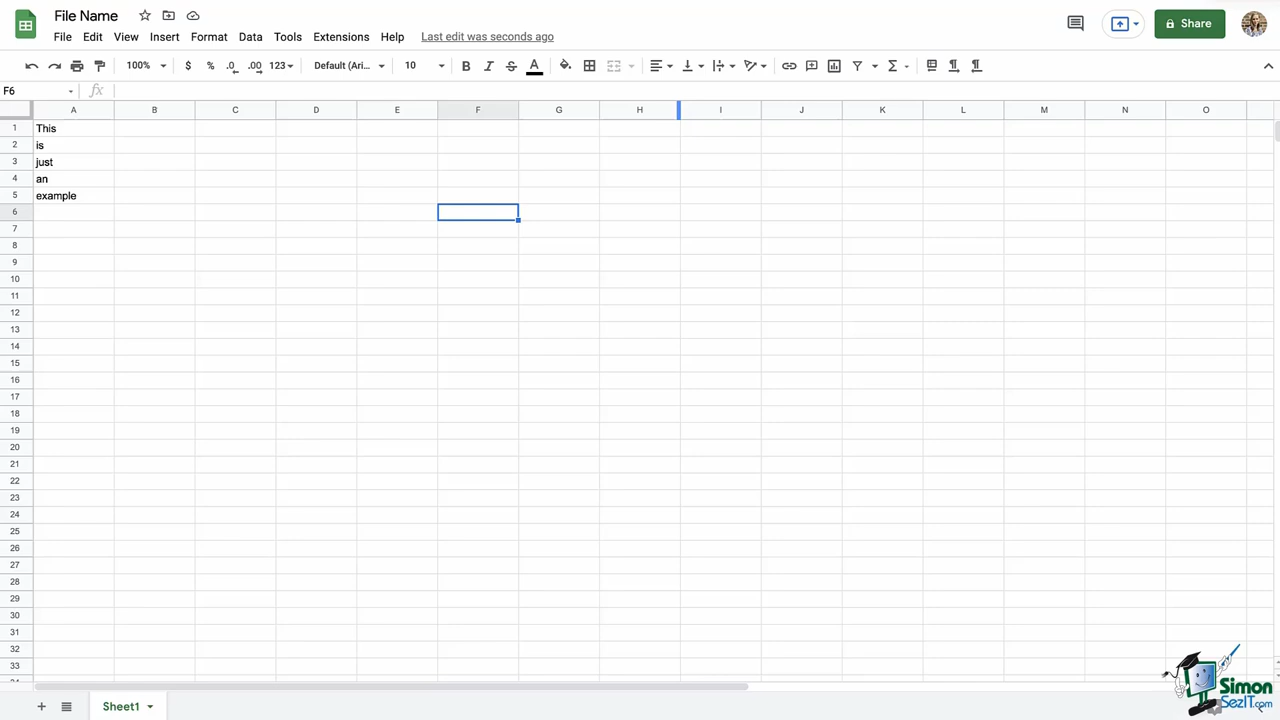 File Name
File Edit View Insert Format Data Tools Extensions Help Last edit was seconds ago
Share
100% $ % .0 .00 123 Default (Ari... 10 B I S A
F6 fx
A B C D E F G H I J K L M N O
1 This
2 is
3 just
4 an
5 example
6
7
8
9
10
11
12
13
14
15
16
17
18
19
20
21
22
23
24
25
26
27
28
29
30
31
32
33
Simon
SezIT.com
+ Sheet1